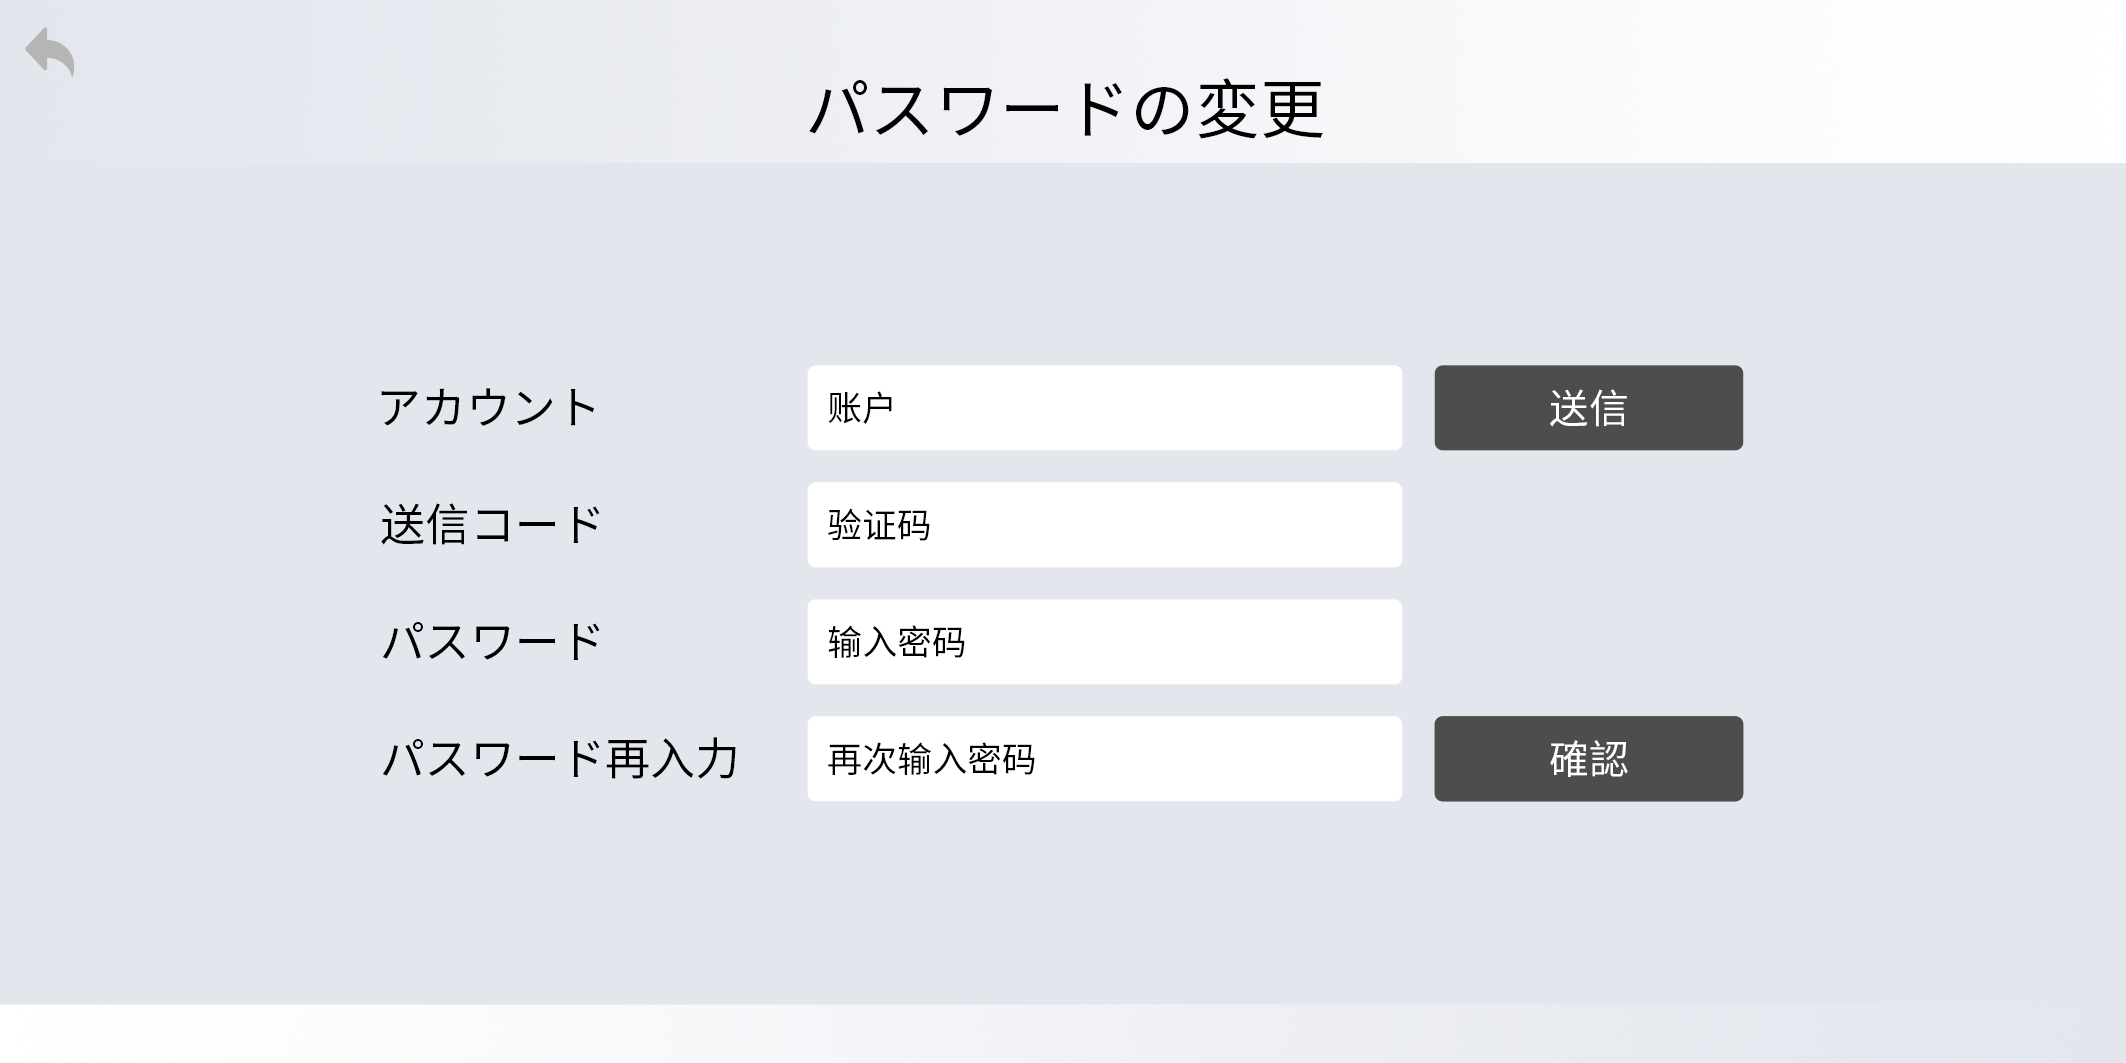 パスワードの変更
アカウント
账户
送信
送信コード
验证码
パスワード
输入密码
パスワード再入力
再次输入密码
確認